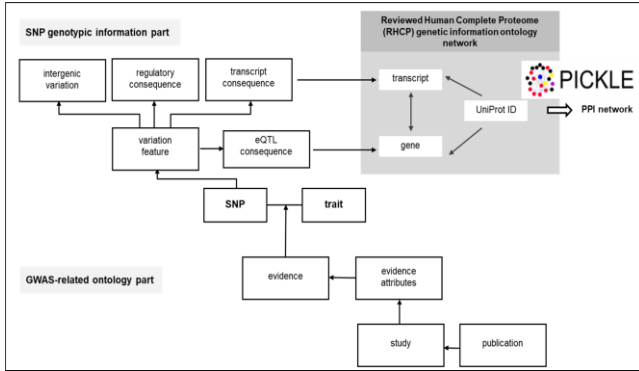 SNP genotypic information part
Reviewed Human Complete Proteome
(RHCP) genetic information ontology
network
intergenic
variation
regulatory
consequence
transcript
consequence
transcript
PICKLE
UniProt ID
PPI network
variation
feature
eQTL
consequence
gene
SNP
trait
evidence
evidence
attributes
GWAS-related ontology part
study
publication